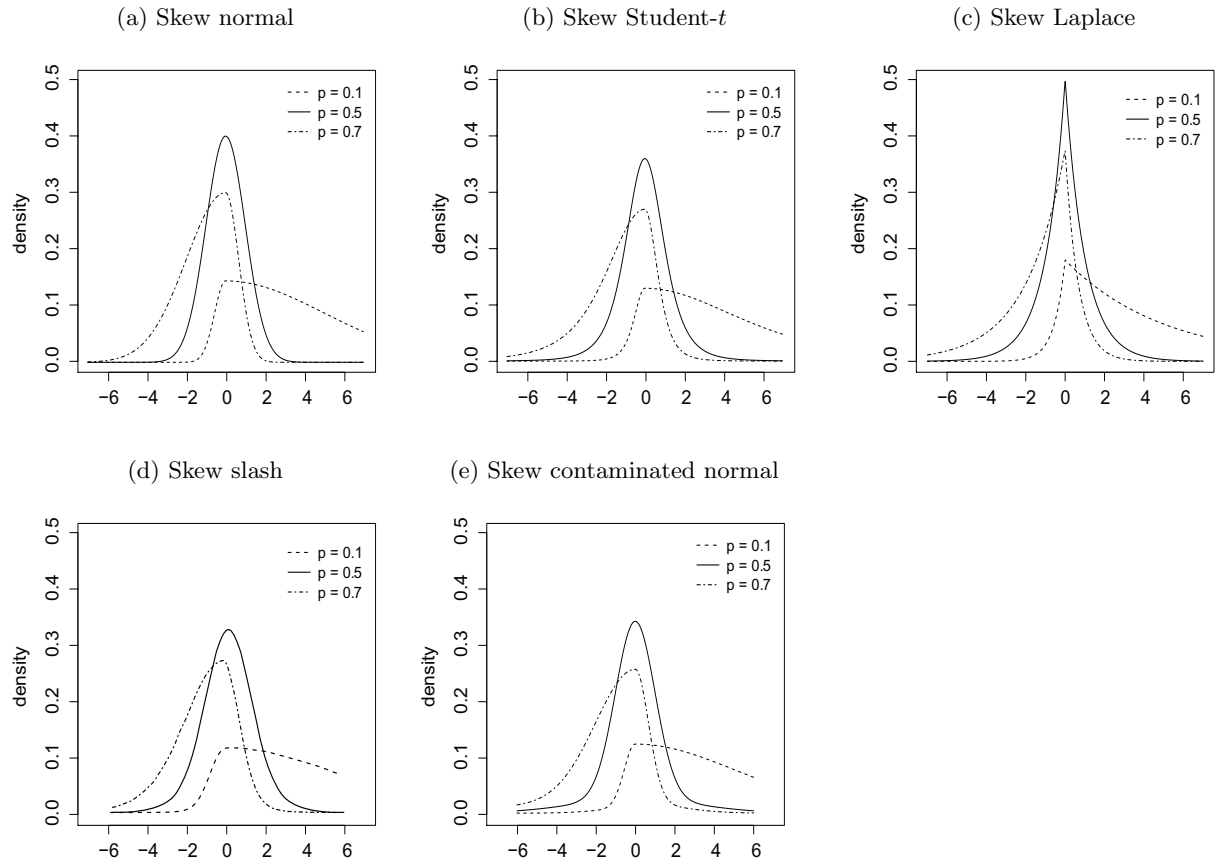 (a) Skew normal
(b) Skew Student-t
(c) Skew Laplace
density
0.0 0.1 0.2 0.3 0.4 0.5
p = 0.1
p = 0.5
p = 0.7
−6 −4 −2 0 2 4 6
density
0.0 0.1 0.2 0.3 0.4 0.5
p = 0.1
p = 0.5
p = 0.7
−6 −4 −2 0 2 4 6
density
0.0 0.1 0.2 0.3 0.4 0.5
p = 0.1
p = 0.5
p = 0.7
−6 −4 −2 0 2 4 6
(d) Skew slash
(e) Skew contaminated normal
density
0.0 0.1 0.2 0.3 0.4 0.5
p = 0.1
p = 0.5
p = 0.7
−6 −4 −2 0 2 4 6
density
0.0 0.1 0.2 0.3 0.4 0.5
p = 0.1
p = 0.5
p = 0.7
−6 −4 −2 0 2 4 6